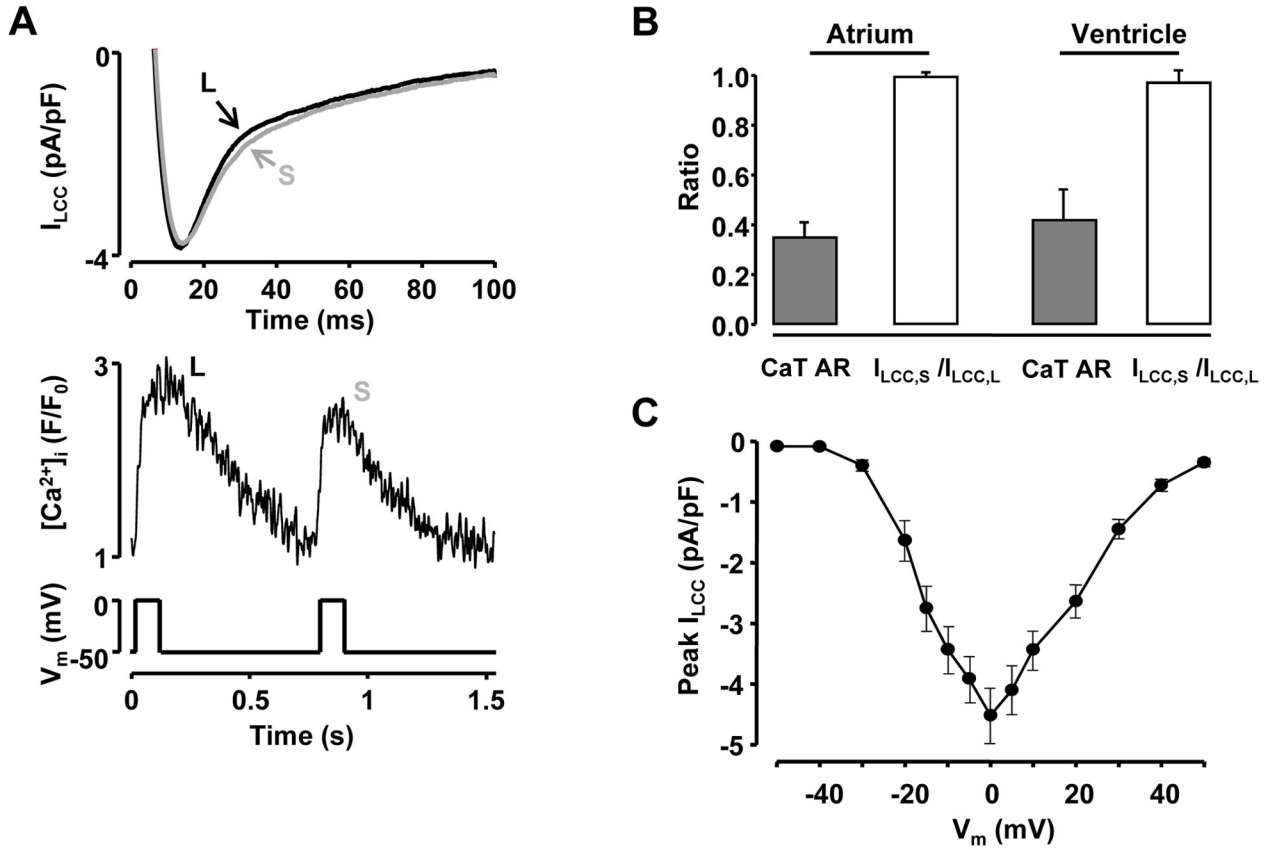 A
0
I_LCC (pA/pF)
-4
L
S
0 20 40 60 80 100
Time (ms)
3
[Ca²⁺]ᵢ (F/F₀)
1
L
S
0
V_m (mV)
-50
0 0.5 1 1.5
Time (s)
B
Atrium Ventricle
1.0
0.8
0.6
0.4
0.2
0.0
Ratio
CaT AR I_LCC,S /I_LCC,L CaT AR I_LCC,S /I_LCC,L
C
0
-1
-2
-3
-4
-5
Peak I_LCC (pA/pF)
-40 -20 0 20 40
V_m (mV)